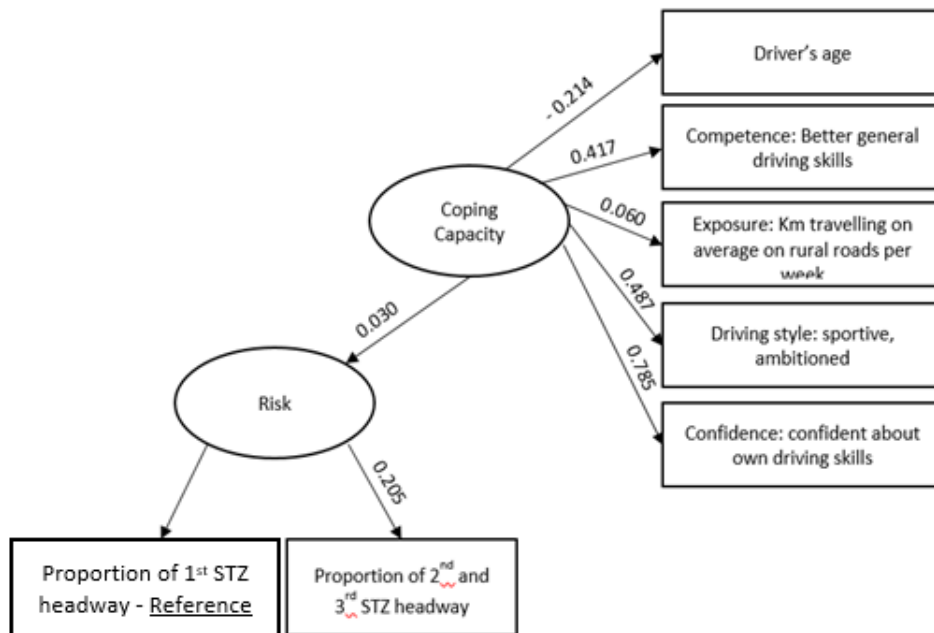 Driver's age
- 0.214
Competence: Better general
driving skills
0.417
Coping
Capacity
0.060
Exposure: Km travelling on
average on rural roads per
week
0.487
Driving style: sportive,
ambitioned
0.030
0.785
Risk
Confidence: confident about
own driving skills
0.205
Proportion of 1st STZ
headway - Reference
Proportion of 2nd and
3rd STZ headway